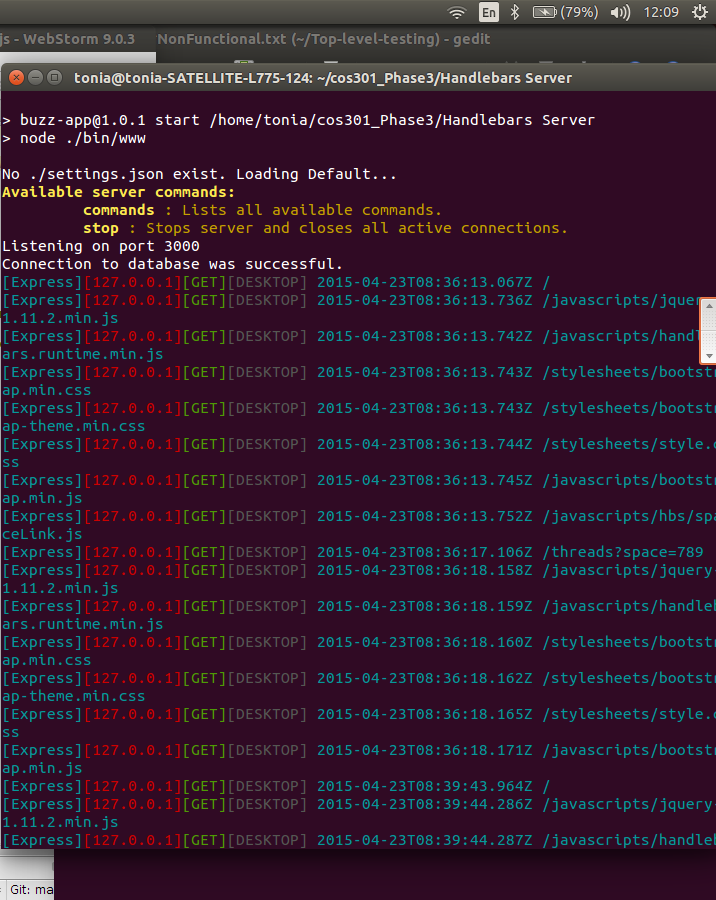 En (79%) 12:09
js - WebStorm 9.0.3 NonFunctional.txt (~/Top-level-testing) - gedit
tonia@tonia-SATELLITE-L775-124: ~/cos301_Phase3/Handlebars Server
> buzz-app@1.0.1 start /home/tonia/cos301_Phase3/Handlebars Server
> node ./bin/www
No ./settings.json exist. Loading Default...
Available server commands:
commands : Lists all available commands.
stop : Stops server and closes all active connections.
Listening on port 3000
Connection to database was successful.
[Express][127.0.0.1][GET][DESKTOP] 2015-04-23T08:36:13.067Z /
[Express][127.0.0.1][GET][DESKTOP] 2015-04-23T08:36:13.736Z /javascripts/jquer
1.11.2.min.js
[Express][127.0.0.1][GET][DESKTOP] 2015-04-23T08:36:13.742Z /javascripts/handl
ars.runtime.min.js
[Express][127.0.0.1][GET][DESKTOP] 2015-04-23T08:36:13.743Z /stylesheets/bootst
ap.min.css
[Express][127.0.0.1][GET][DESKTOP] 2015-04-23T08:36:13.743Z /stylesheets/bootst
ap-theme.min.css
[Express][127.0.0.1][GET][DESKTOP] 2015-04-23T08:36:13.744Z /stylesheets/style.c
ss
[Express][127.0.0.1][GET][DESKTOP] 2015-04-23T08:36:13.745Z /javascripts/bootst
ap.min.js
[Express][127.0.0.1][GET][DESKTOP] 2015-04-23T08:36:13.752Z /javascripts/hbs/spa
ceLink.js
[Express][127.0.0.1][GET][DESKTOP] 2015-04-23T08:36:17.106Z /threads?space=789
[Express][127.0.0.1][GET][DESKTOP] 2015-04-23T08:36:18.158Z /javascripts/jquery-
1.11.2.min.js
[Express][127.0.0.1][GET][DESKTOP] 2015-04-23T08:36:18.159Z /javascripts/handleb
ars.runtime.min.js
[Express][127.0.0.1][GET][DESKTOP] 2015-04-23T08:36:18.160Z /stylesheets/bootst
ap.min.css
[Express][127.0.0.1][GET][DESKTOP] 2015-04-23T08:36:18.162Z /stylesheets/bootst
ap-theme.min.css
[Express][127.0.0.1][GET][DESKTOP] 2015-04-23T08:36:18.165Z /stylesheets/style.c
ss
[Express][127.0.0.1][GET][DESKTOP] 2015-04-23T08:36:18.171Z /javascripts/bootst
ap.min.js
[Express][127.0.0.1][GET][DESKTOP] 2015-04-23T08:39:43.964Z /
[Express][127.0.0.1][GET][DESKTOP] 2015-04-23T08:39:44.286Z /javascripts/jquery-
1.11.2.min.js
[Express][127.0.0.1][GET][DESKTOP] 2015-04-23T08:39:44.287Z /javascripts/handleb
Git: ma